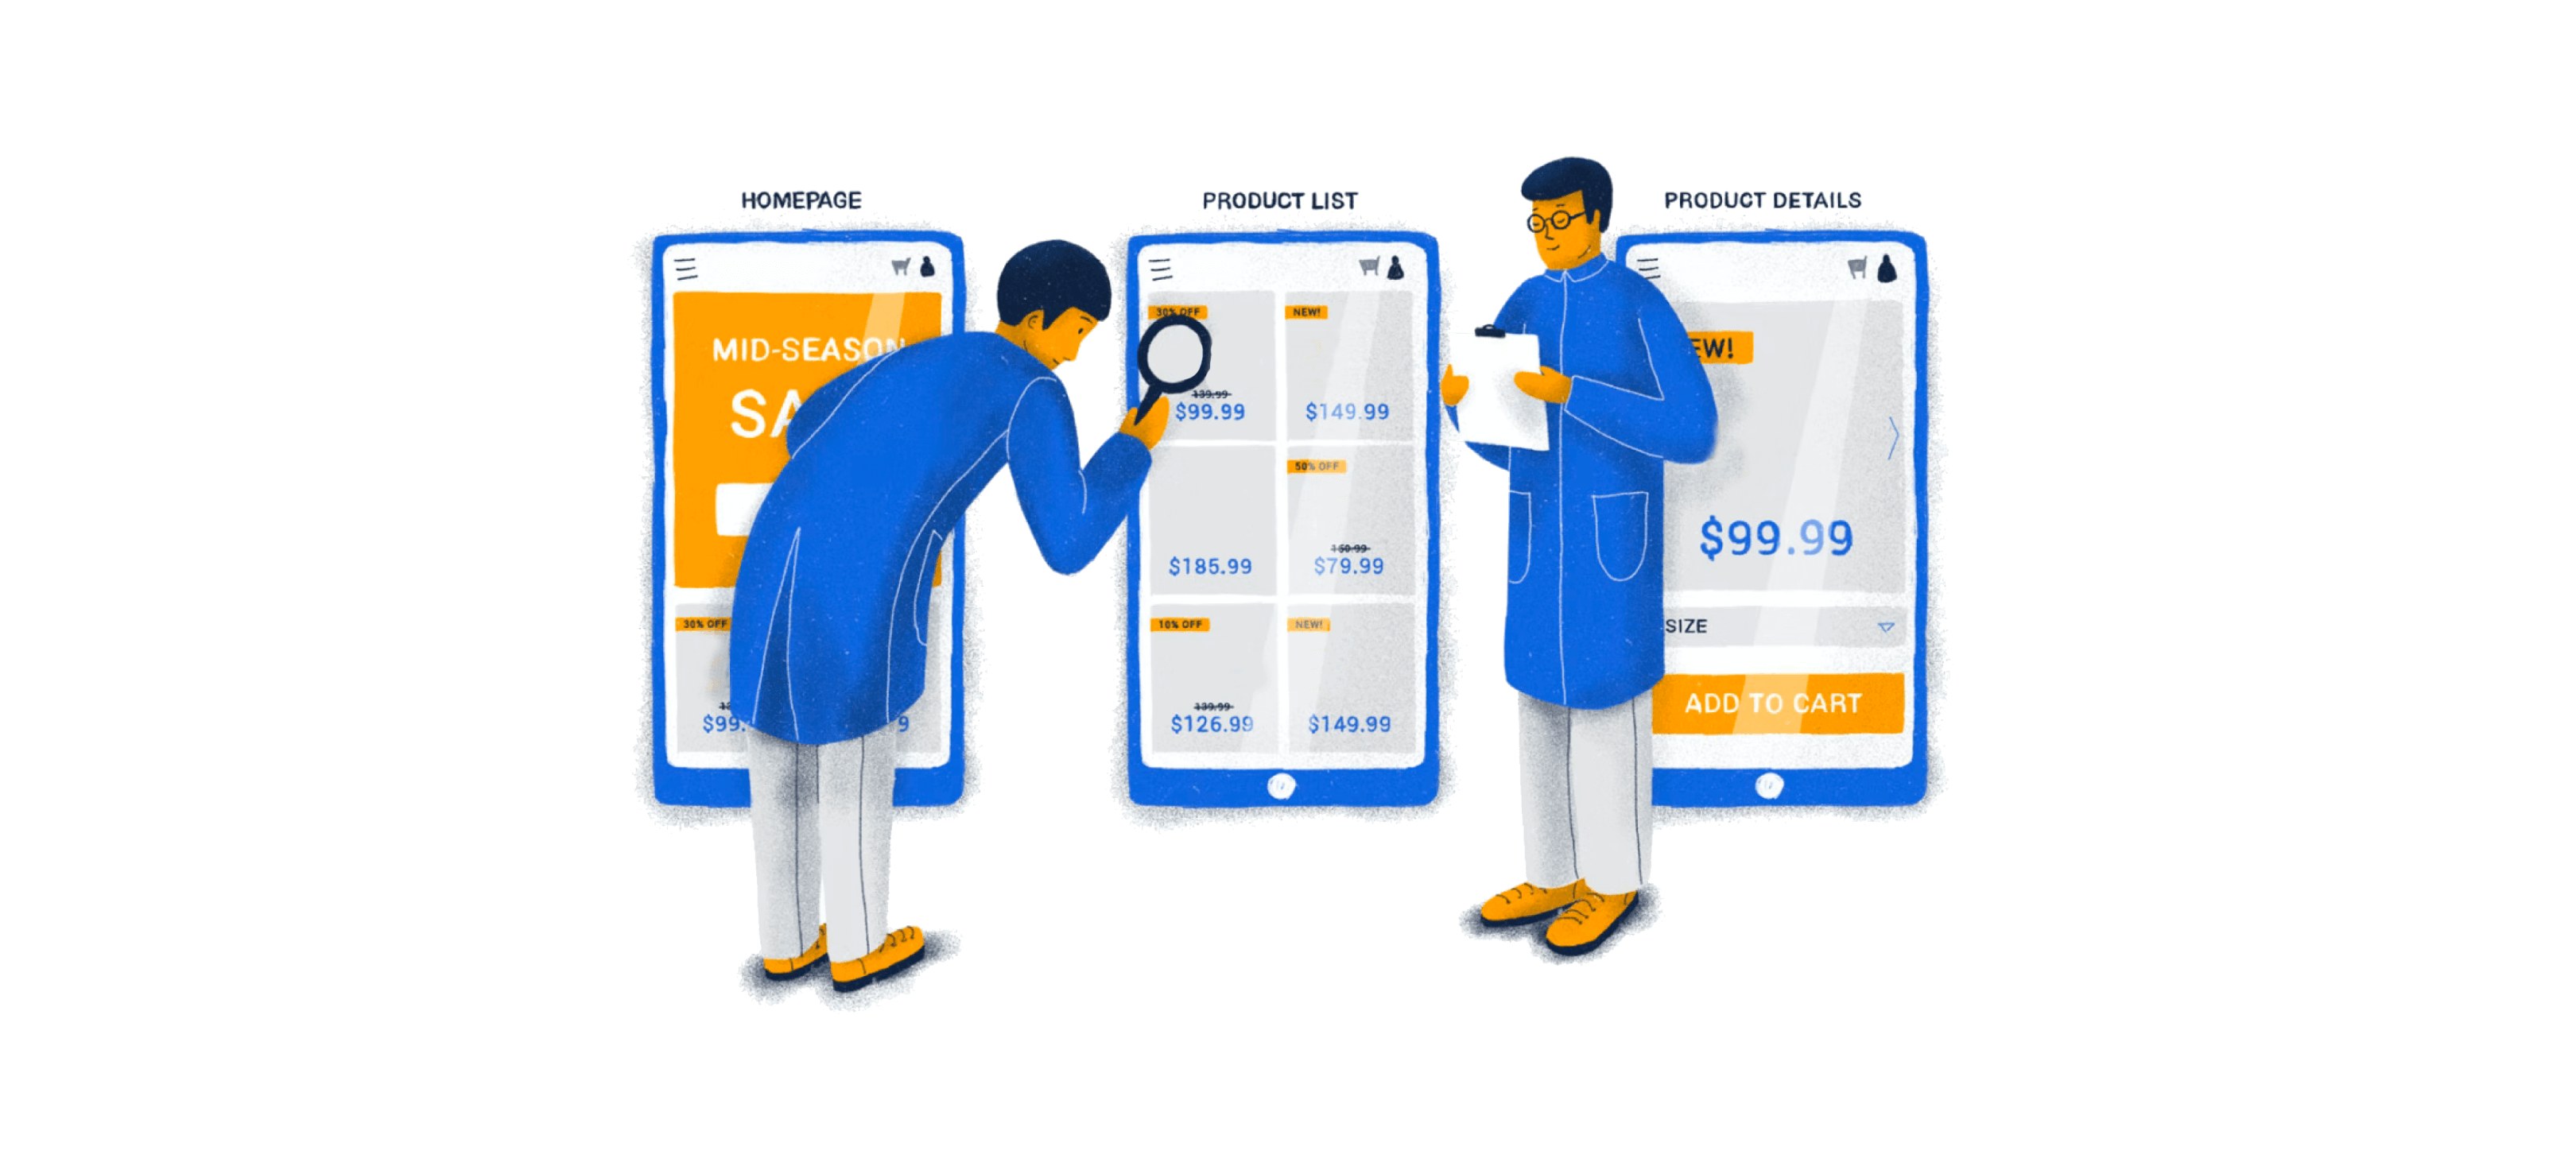 HOMEPAGE
MID-SEASON
SA
30% OFF
$99.
9
PRODUCT LIST
30% OFF
NEW!
139.99
$99.99
$149.99
50% OFF
160.99
$185.99
$79.99
10% OFF
NEW!
139.99
$126.99
$149.99
PRODUCT DETAILS
EW!
$99.99
SIZE
ADD TO CART